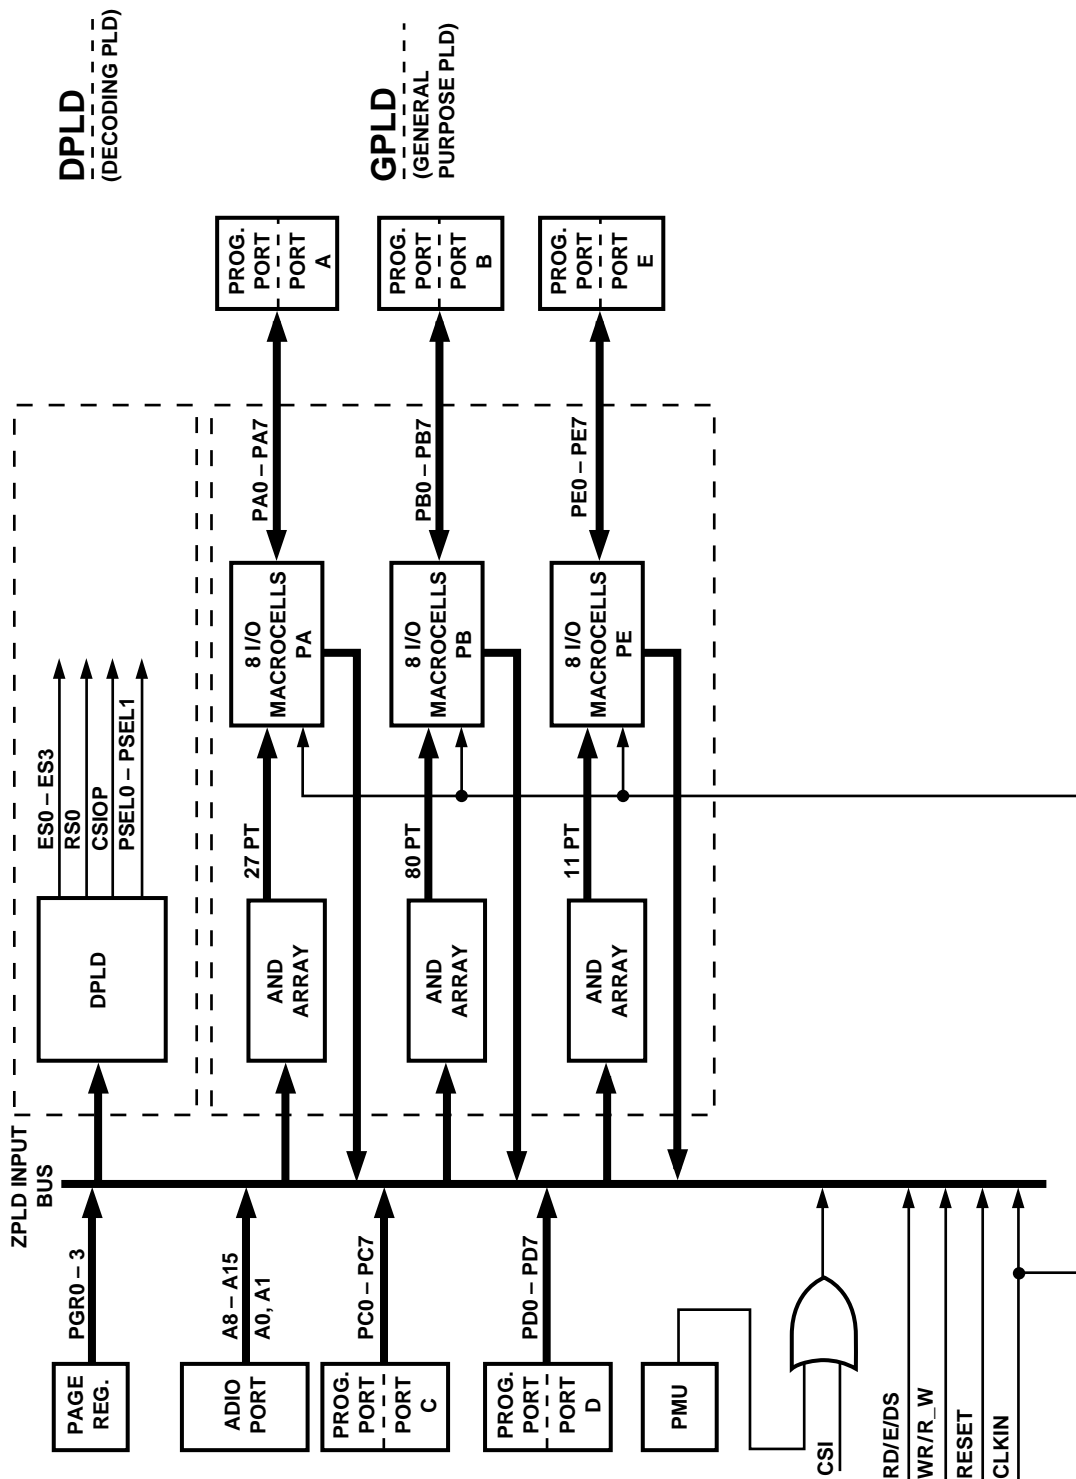 DPLD
(DECODING PLD)
GPLD
(GENERAL
PURPOSE PLD)
ZPLD INPUT
BUS
PAGE
REG.
PGR0 – 3
DPLD
ES0 – ES3
RS0
CSIOP
PSEL0 – PSEL1
ADIO
PORT
A8 – A15
A0, A1
AND
ARRAY
27 PT
8 I/O
MACROCELLS
PA
PA0 – PA7
PROG.
PORT
PORT
A
PROG.
PORT
PORT
C
PC0 – PC7
AND
ARRAY
80 PT
8 I/O
MACROCELLS
PB
PB0 – PB7
PROG.
PORT
PORT
B
PROG.
PORT
PORT
D
PD0 – PD7
AND
ARRAY
11 PT
8 I/O
MACROCELLS
PE
PE0 – PE7
PROG.
PORT
PORT
E
PMU
CSI
RD/E/DS
WR/R_W
RESET
CLKIN